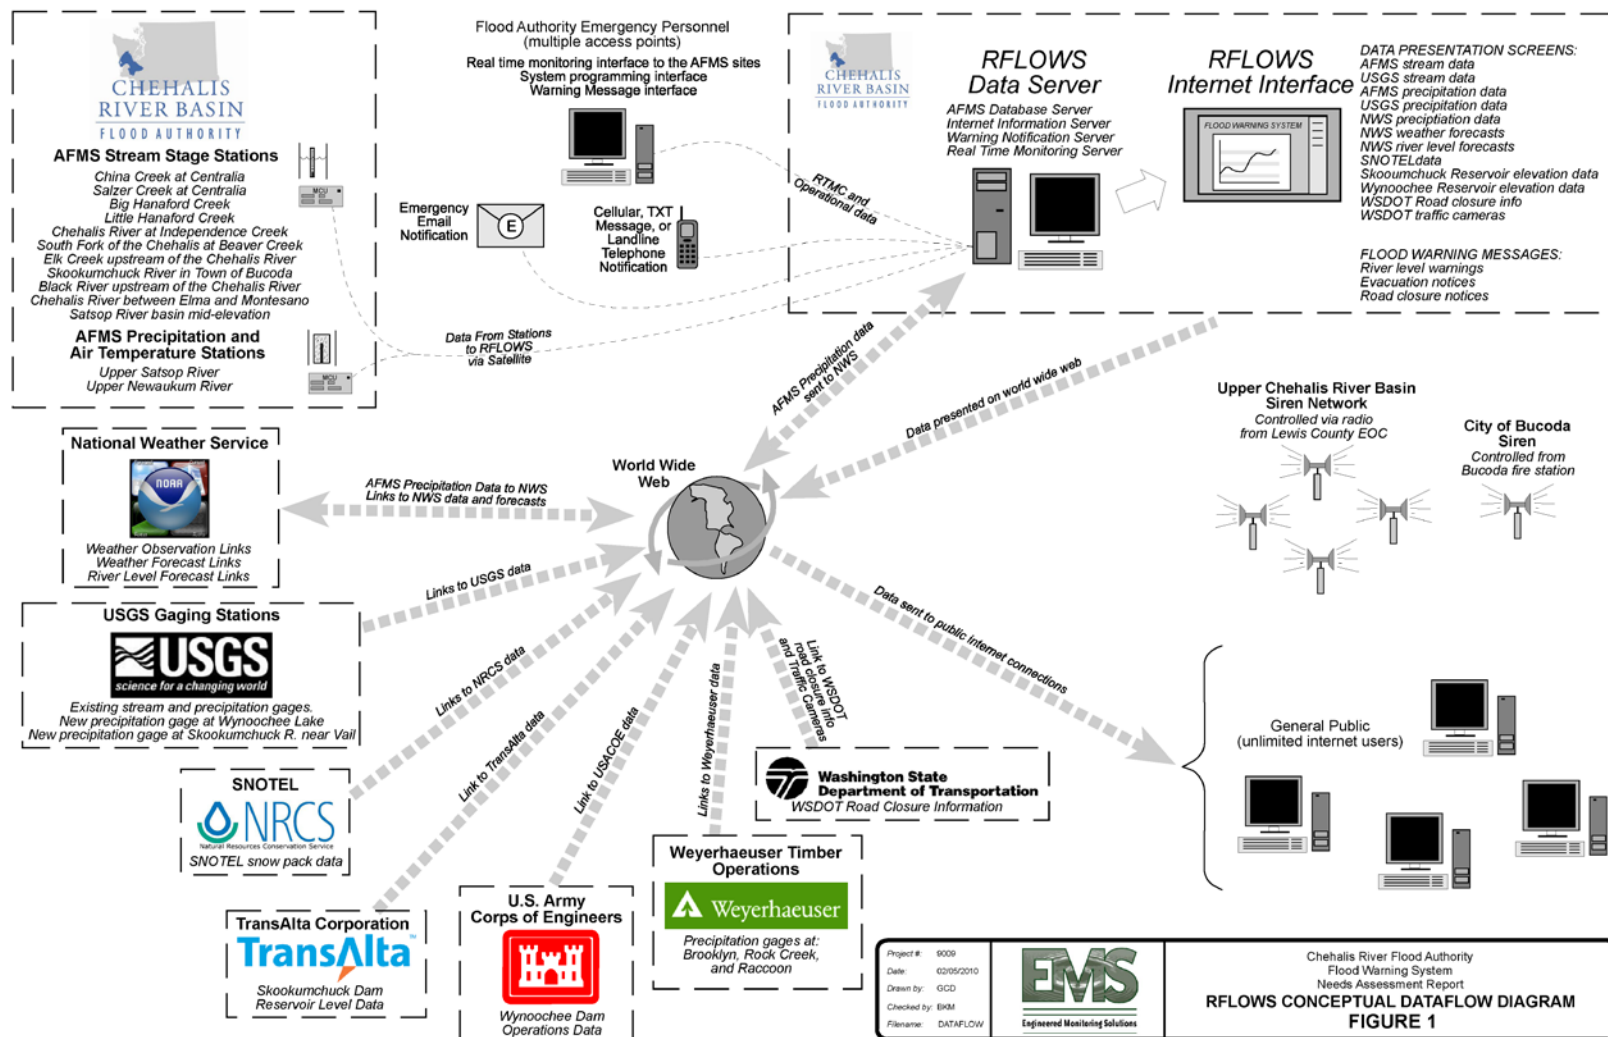 CHEHALIS
RIVER BASIN
FLOOD AUTHORITY
AFMS Stream Stage Stations
China Creek at Centralia
Salzer Creek at Centralia
Big Hanaford Creek
Little Hanaford Creek
Chehalis River at Independence Creek
South Fork of the Chehalis at Beaver Creek
Elk Creek upstream of the Chehalis River
Skookumchuck River in Town of Bucoda
Black River upstream of the Chehalis River
Chehalis River between Elma and Montesano
Satsop River basin mid-elevation
MCU
AFMS Precipitation and
Air Temperature Stations
Upper Satsop River
Upper Newaukum River
MCU
Flood Authority Emergency Personnel
(multiple access points)
Real time monitoring interface to the AFMS sites
System programming interface
Warning Message interface
Emergency
Email
Notification
E
Cellular, TXT
Message, or
Landline
Telephone
Notification
RTMC and
Operational data
Data From Stations
to RFLOWS
via Satellite
CHEHALIS
RIVER BASIN
FLOOD AUTHORITY
RFLOWS
Data Server
AFMS Database Server
Internet Information Server
Warning Notification Server
Real Time Monitoring Server
RFLOWS
Internet Interface
FLOOD WARNING SYSTEM
DATA PRESENTATION SCREENS:
AFMS stream data
USGS stream data
AFMS precipitation data
USGS precipitation data
NWS preciptiation data
NWS weather forecasts
NWS river level forecasts
SNOTELdata
Skooumchuck Reservoir elevation data
Wynoochee Reservoir elevation data
WSDOT Road closure info
WSDOT traffic cameras
FLOOD WARNING MESSAGES:
River level warnings
Evacuation notices
Road closure notices
AFMS Precipitation data
sent to NWS
Data presented on world wide web
Upper Chehalis River Basin
Siren Network
Controlled via radio
from Lewis County EOC
City of Bucoda
Siren
Controlled from
Bucoda fire station
National Weather Service
NOAA
Weather Observation Links
Weather Forecast Links
River Level Forecast Links
AFMS Precipitation Data to NWS
Links to NWS data and forecasts
World Wide
Web
USGS Gaging Stations
USGS
science for a changing world
Existing stream and precipitation gages.
New precipitation gage at Wynoochee Lake
New precipitation gage at Skookumchuck R. near Vail
Links to USGS data
Links to NRCS data
Link to TransAlta data
Link to USACOE data
Links to Weyerhaeuser data
Link to WSDOT
road closure info
and Traffic Cameras
Data sent to public internet connections
SNOTEL
NRCS
Natural Resources Conservation Service
SNOTEL snow pack data
TransAlta Corporation
TransAlta™
Skookumchuck Dam
Reservoir Level Data
U.S. Army
Corps of Engineers
Wynoochee Dam
Operations Data
Weyerhaeuser Timber
Operations
Weyerhaeuser
Precipitation gages at:
Brooklyn, Rock Creek,
and Raccoon
Washington State
Department of Transportation
WSDOT Road Closure Information
General Public
(unlimited internet users)
Project #: 9009
Date: 02/05/2010
Drawn by: GCD
Checked by: BKM
Filename: DATAFLOW
EMS
Engineered Monitoring Solutions
Chehalis River Flood Authority
Flood Warning System
Needs Assessment Report
RFLOWS CONCEPTUAL DATAFLOW DIAGRAM
FIGURE 1